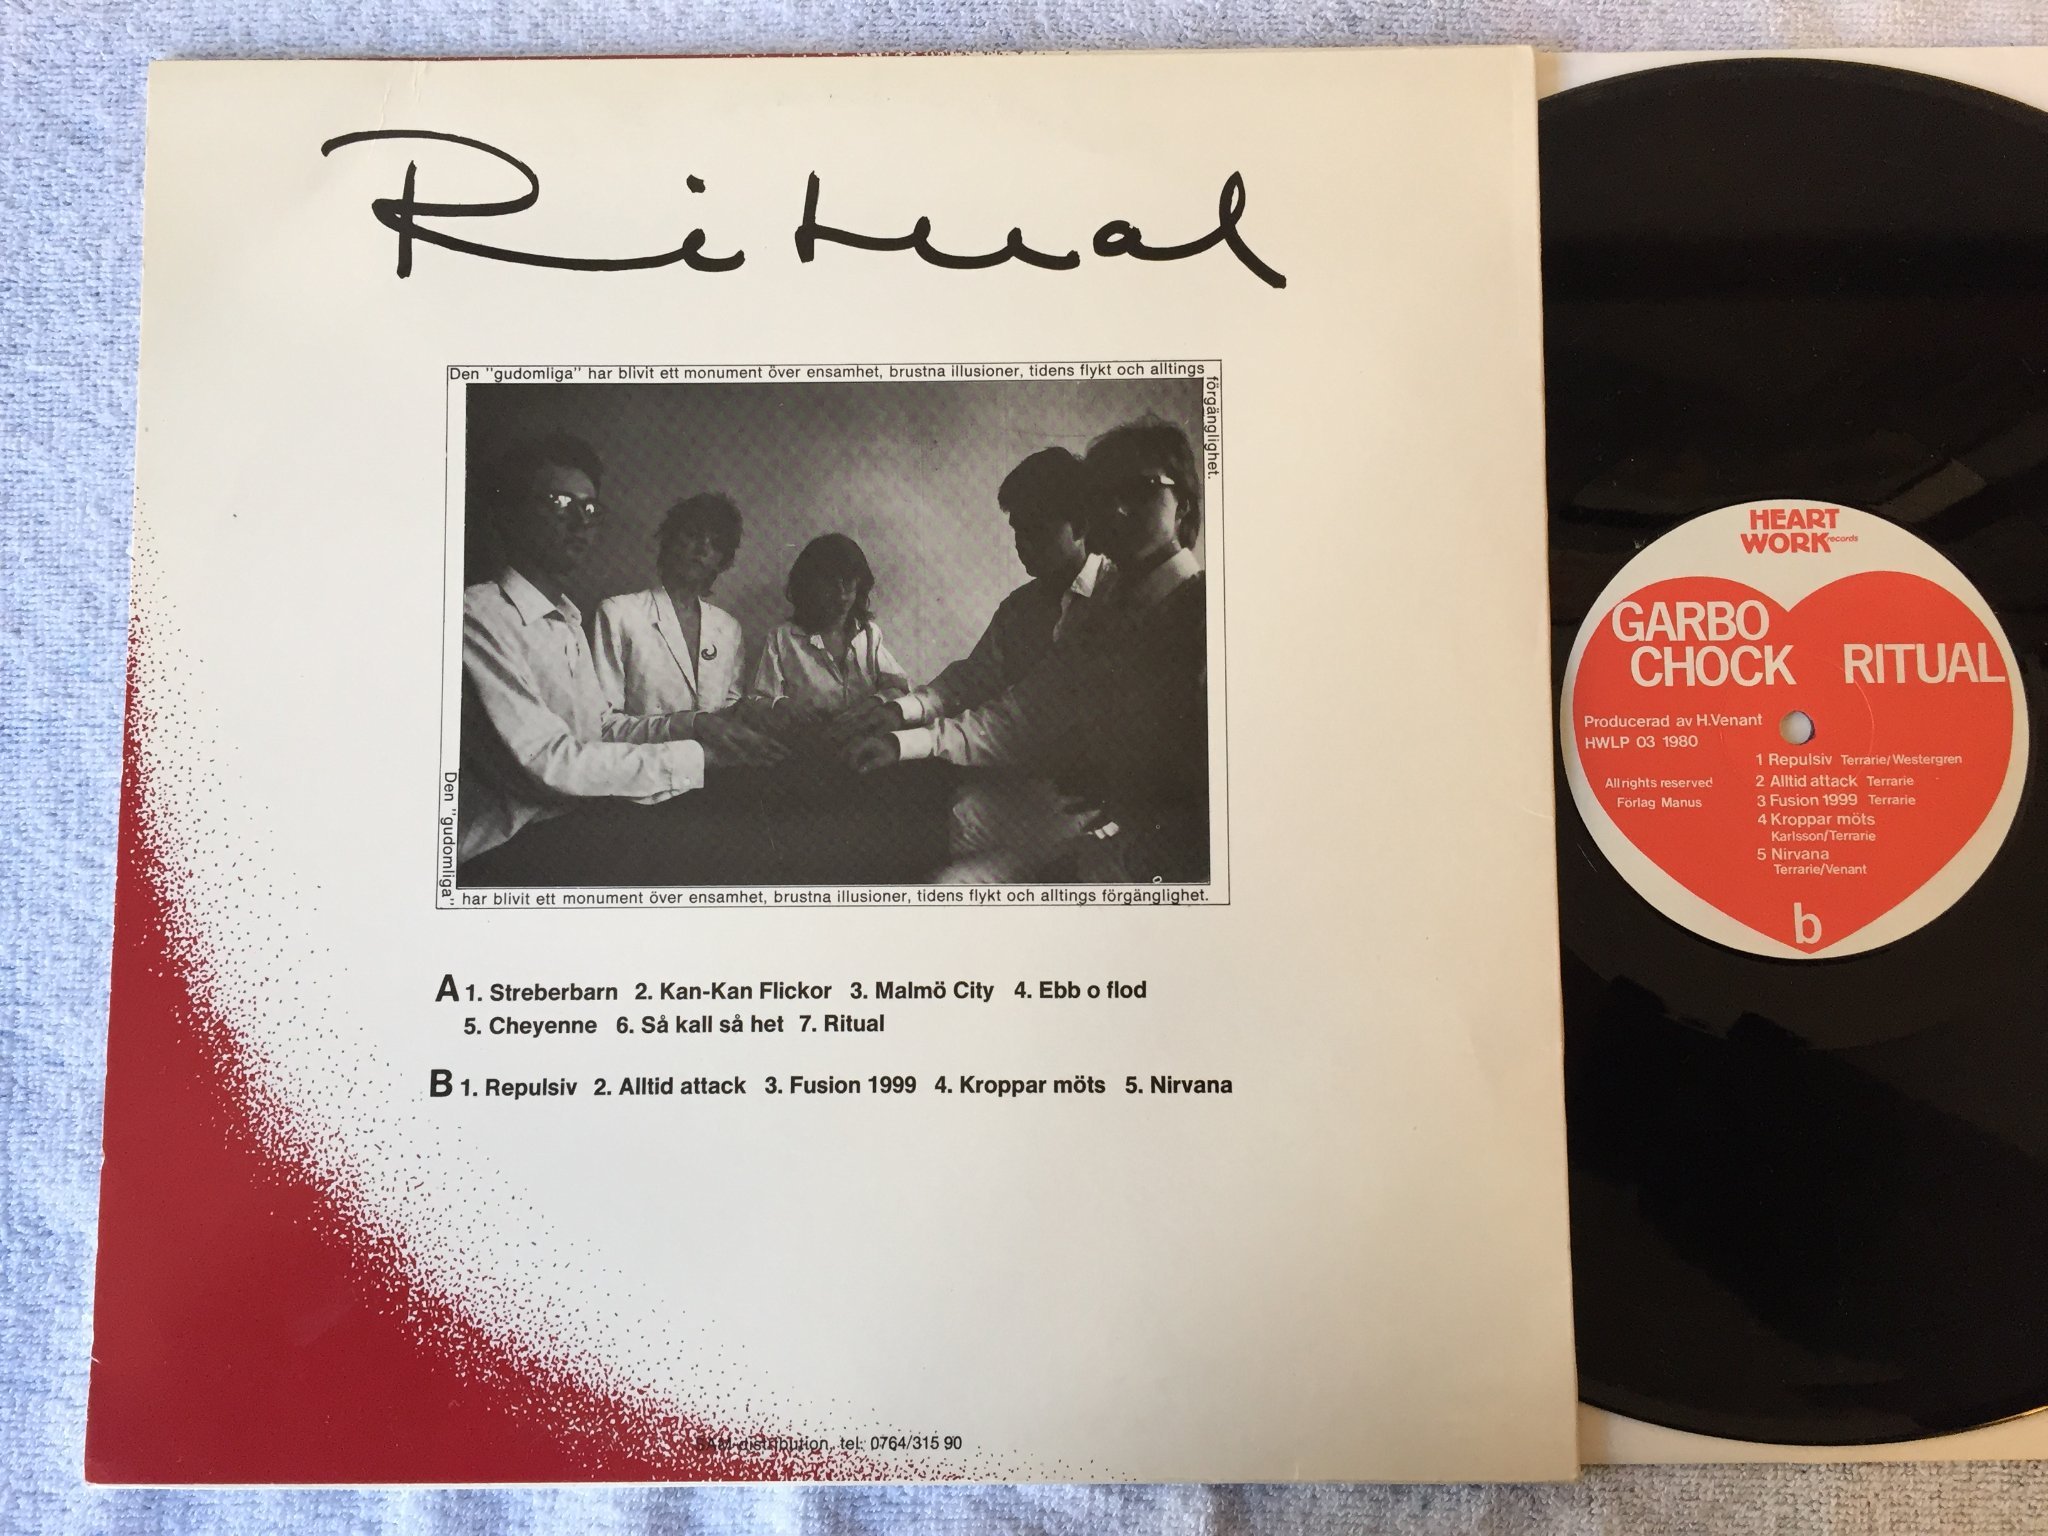 Ritual
Den "gudomliga" har blivit ett monument över ensamhet, brustna illusioner, tidens flykt och alltings
förgänglighet.
Den "gudomliga"
har blivit ett monument över ensamhet, brustna illusioner, tidens flykt och alltings förgänglighet.
A 1. Streberbarn 2. Kan-Kan Flickor 3. Malmö City 4. Ebb o flod
5. Cheyenne 6. Så kall så het 7. Ritual
B 1. Repulsiv 2. Alltid attack 3. Fusion 1999 4. Kroppar möts 5. Nirvana
SAM-distribution, tel. 0764/315 90
HEART
WORK records
GARBO
CHOCK RITUAL
Producerad av H.Venant
HWLP 03 1980
All rights reserved
Förlag Manus
1 Repulsiv Terrarie/Westergren
2 Alltid attack Terrarie
3 Fusion 1999 Terrarie
4 Kroppar möts
Karlsson/Terrarie
5 Nirvana
Terrarie/Venant
b